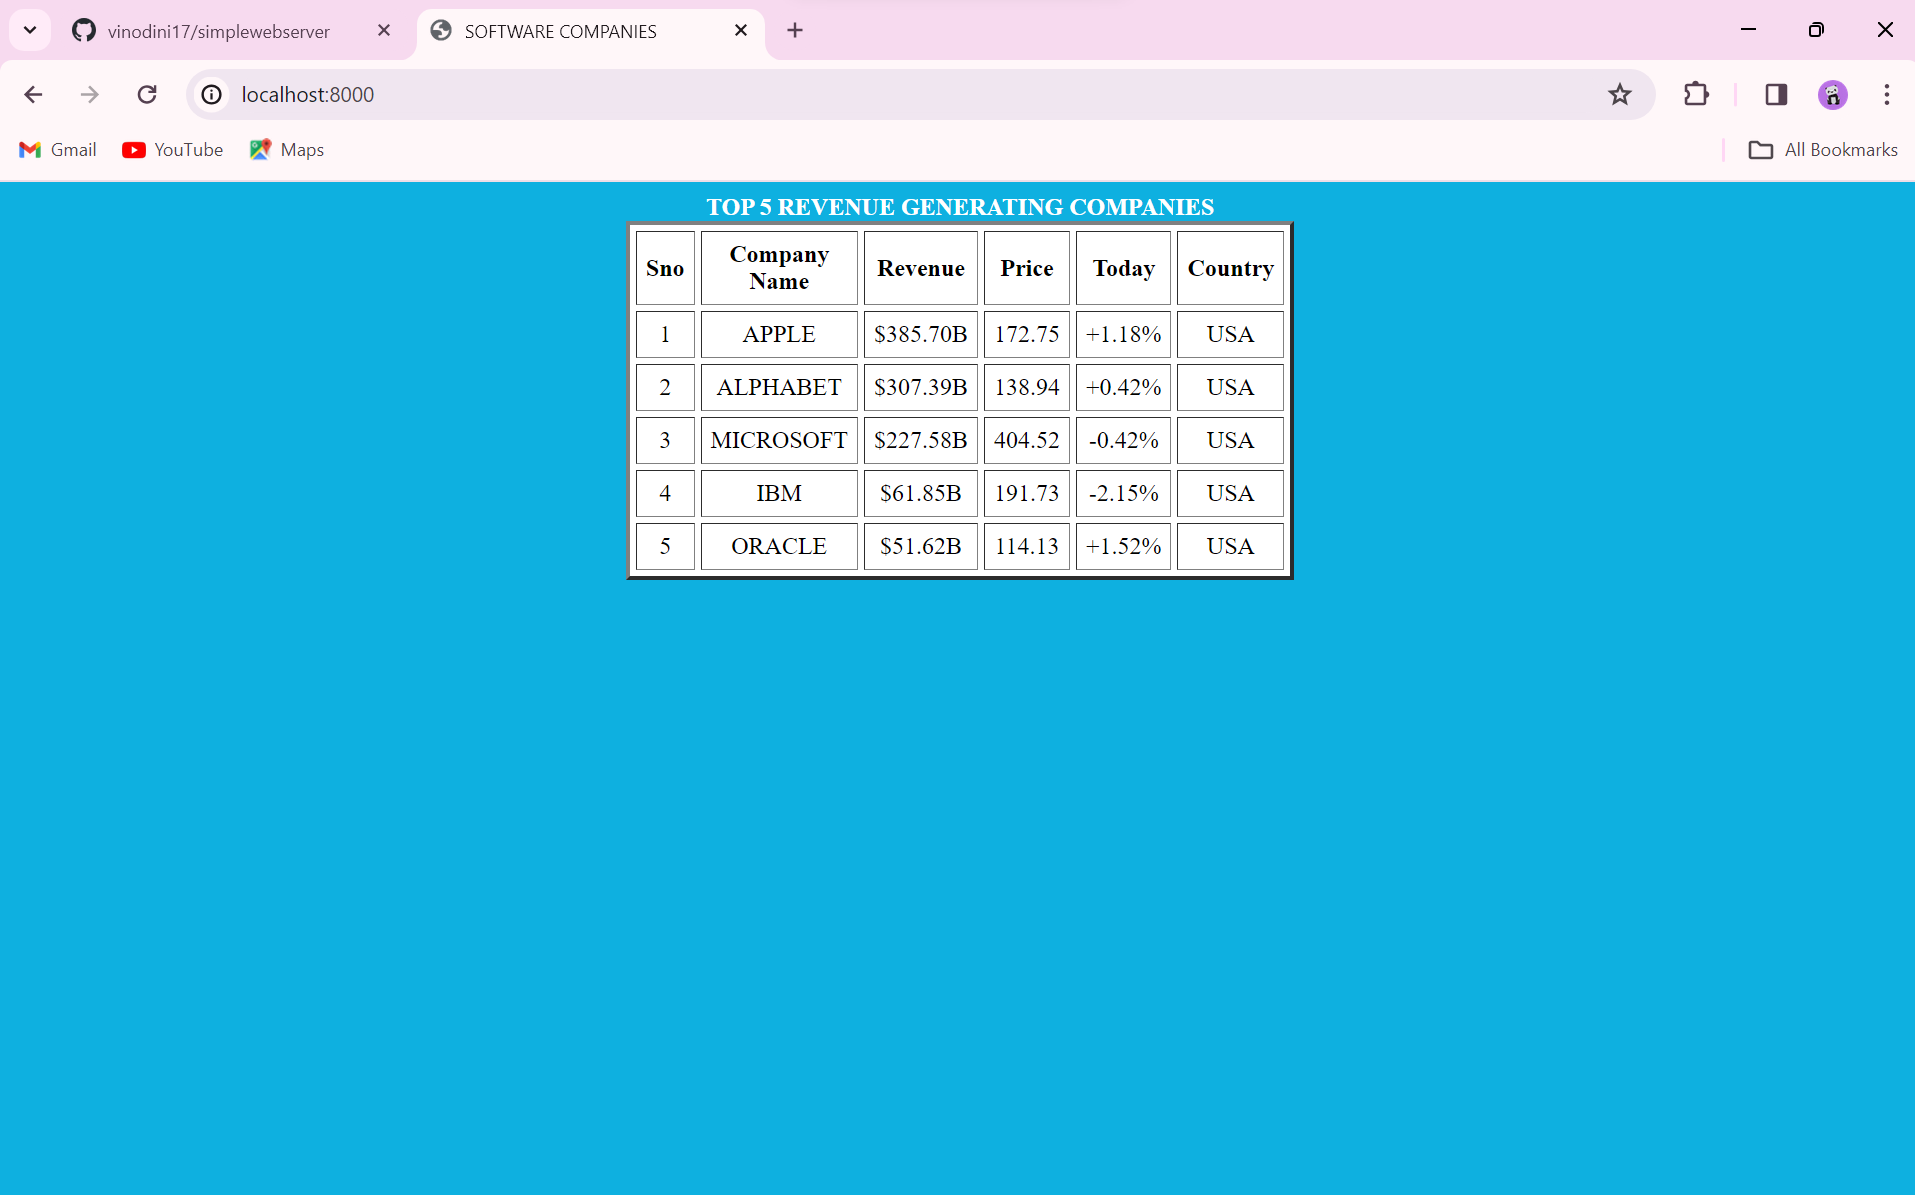 vinodini17/simplewebserver
SOFTWARE COMPANIES
localhost:8000
Gmail
YouTube
Maps
All Bookmarks
TOP 5 REVENUE GENERATING COMPANIES
Sno Company Name Revenue Price Today Country
1 APPLE $385.70B 172.75 +1.18% USA
2 ALPHABET $307.39B 138.94 +0.42% USA
3 MICROSOFT $227.58B 404.52 -0.42% USA
4 IBM $61.85B 191.73 -2.15% USA
5 ORACLE $51.62B 114.13 +1.52% USA